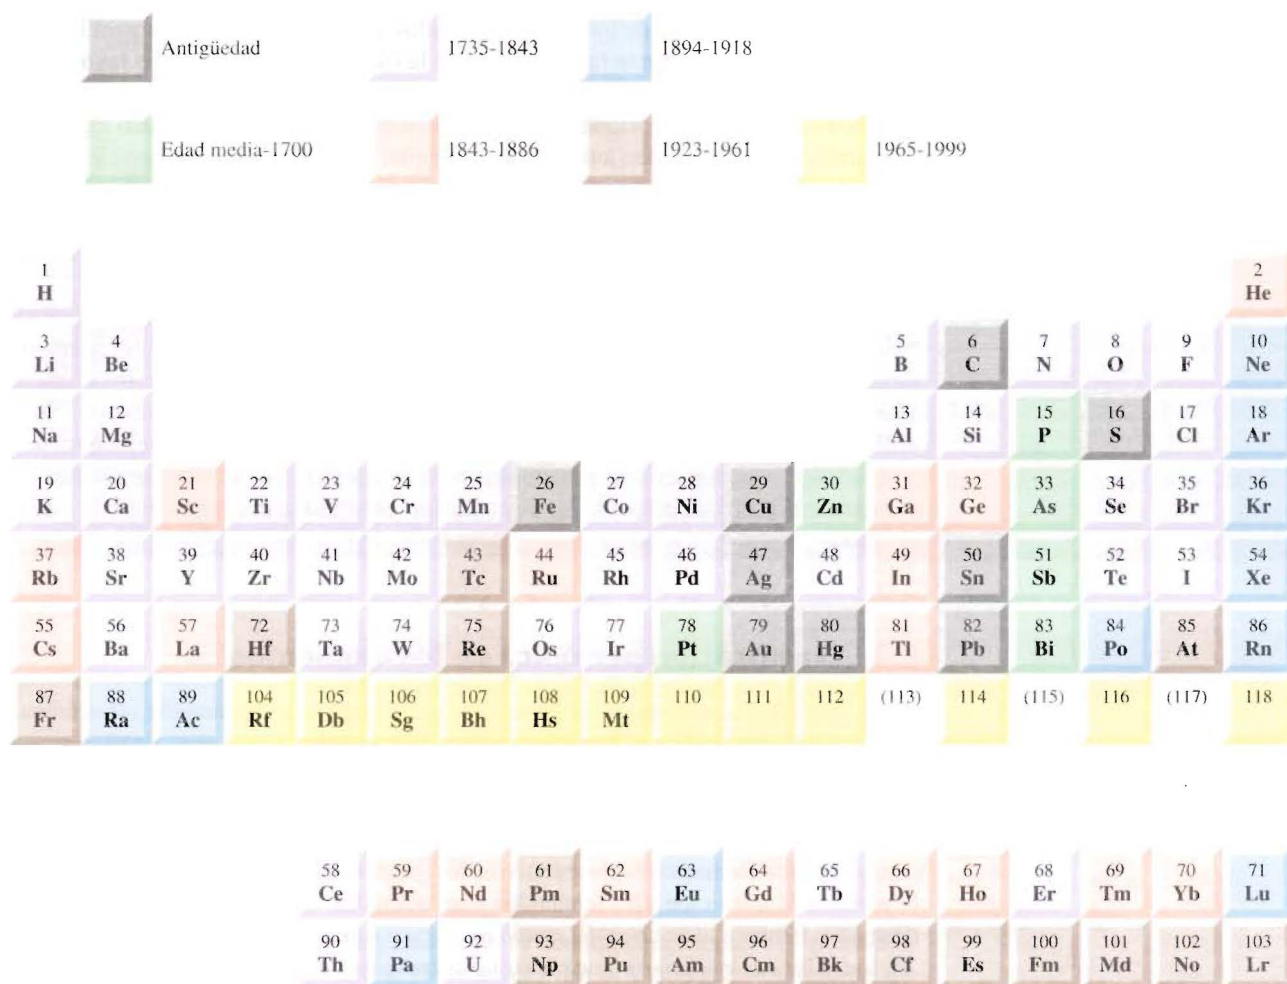 Antigüedad 1735-1843 1894-1918
Edad media-1700 1843-1886 1923-1961 1965-1999
1 2
H He
3 4 5 6 7 8 9 10
Li Be B C N O F Ne
11 12 13 14 15 16 17 18
Na Mg Al Si P S Cl Ar
19 20 21 22 23 24 25 26 27 28 29 30 31 32 33 34 35 36
K Ca Sc Ti V Cr Mn Fe Co Ni Cu Zn Ga Ge As Se Br Kr
37 38 39 40 41 42 43 44 45 46 47 48 49 50 51 52 53 54
Rb Sr Y Zr Nb Mo Tc Ru Rh Pd Ag Cd In Sn Sb Te I Xe
55 56 57 72 73 74 75 76 77 78 79 80 81 82 83 84 85 86
Cs Ba La Hf Ta W Re Os Ir Pt Au Hg Tl Pb Bi Po At Rn
87 88 89 104 105 106 107 108 109 110 111 112 (113) 114 (115) 116 (117) 118
Fr Ra Ac Rf Db Sg Bh Hs Mt
58 59 60 61 62 63 64 65 66 67 68 69 70 71
Ce Pr Nd Pm Sm Eu Gd Tb Dy Ho Er Tm Yb Lu
90 91 92 93 94 95 96 97 98 99 100 101 102 103
Th Pa U Np Pu Am Cm Bk Cf Es Fm Md No Lr